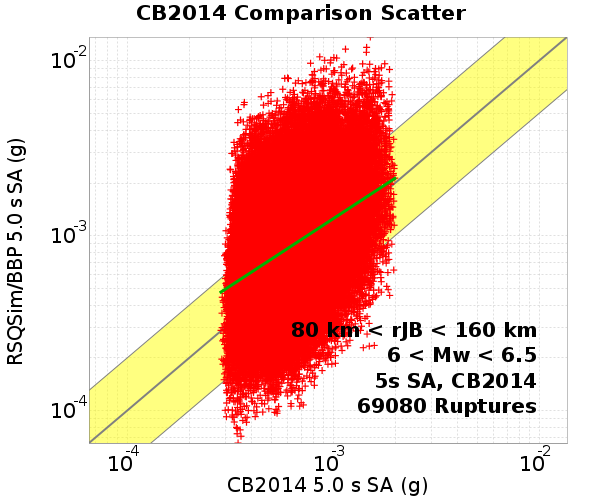 CB2014 Comparison Scatter
RSQSim/BBP 5.0 s SA (g)
10-2
10-3
10-4
80 km < rJB < 160 km
6 < Mw < 6.5
5s SA, CB2014
69080 Ruptures
10-4 10-3 10-2
CB2014 5.0 s SA (g)